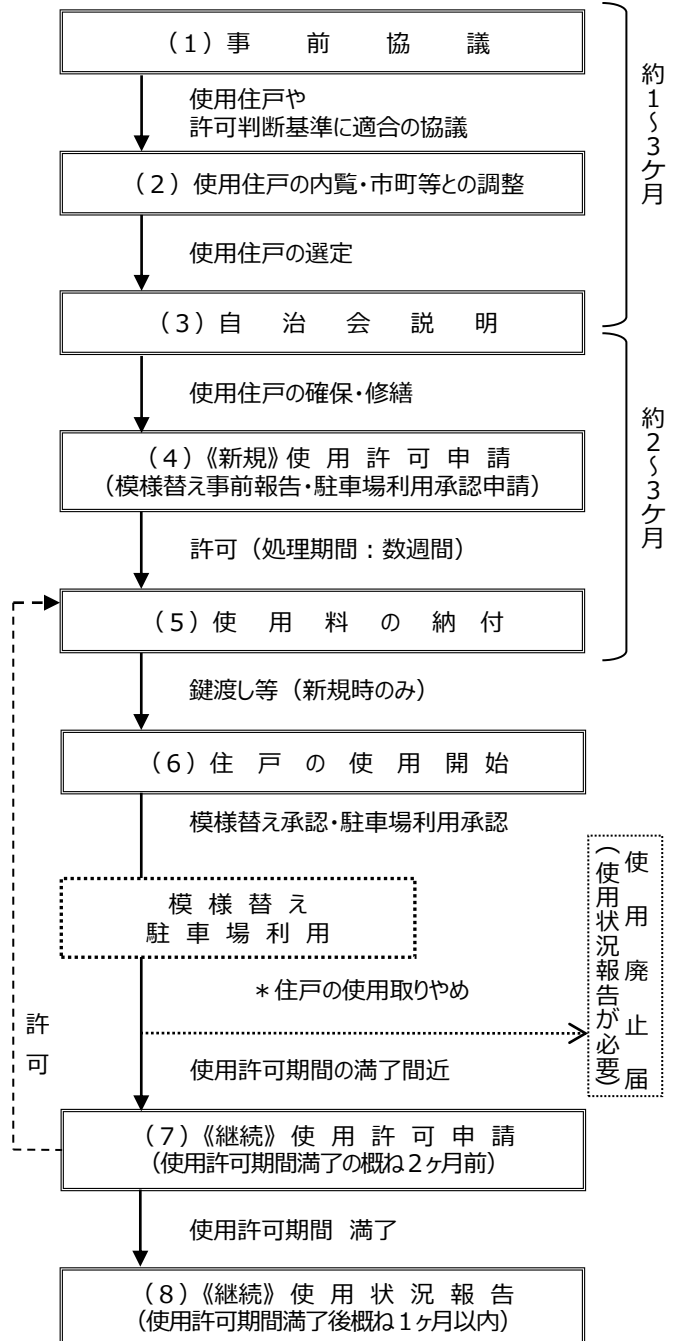 （１）事前協議
約１～３ケ月
使用住戸や
許可判断基準に適合の協議
（２）使用住戸の内覧・市町等との調整
使用住戸の選定
（３）自治会説明
使用住戸の確保・修繕
約２～３ケ月
（４）《新規》使用許可申請
（模様替え事前報告・駐車場利用承認申請）
許可（処理期間：数週間）
（５）使用料の納付
鍵渡し等（新規時のみ）
（６）住戸の使用開始
模様替え承認・駐車場利用承認
模様替え
駐車場利用
＊住戸の使用取りやめ
使用廃止届
（使用状況報告が必要）
許可
使用許可期間の満了間近
（７）《継続》使用許可申請
（使用許可期間満了の概ね２ヶ月前）
使用許可期間 満了
（８）《継続》使用状況報告
（使用許可期間満了後概ね１ヶ月以内）